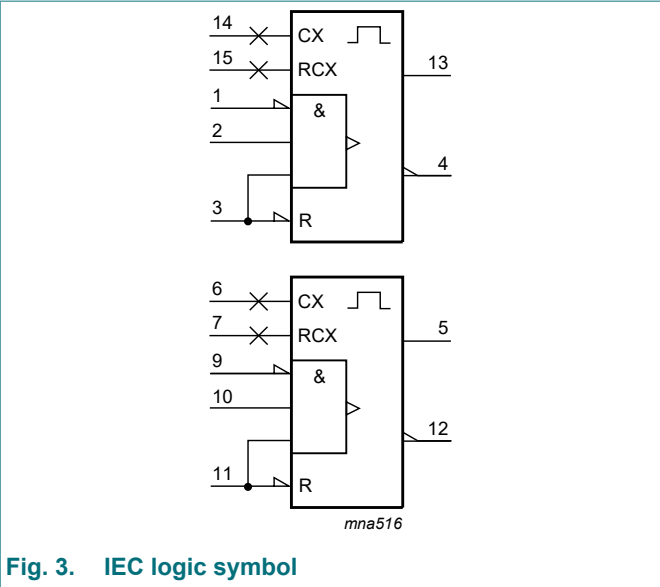 14 CX
15 RCX 13
1 &
2
4
3 R
6 CX
7 RCX 5
9 &
10
12
11 R
mna516
Fig. 3. IEC logic symbol